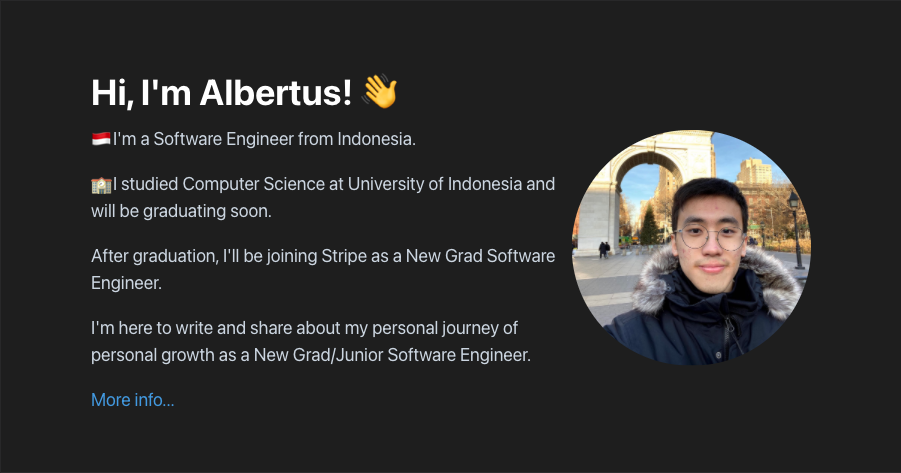 Hi, I'm Albertus! 👋
🇮🇩I'm a Software Engineer from Indonesia.
🏫I studied Computer Science at University of Indonesia and
will be graduating soon.
After graduation, I'll be joining Stripe as a New Grad Software
Engineer.
I'm here to write and share about my personal journey of
personal growth as a New Grad/Junior Software Engineer.
More info...